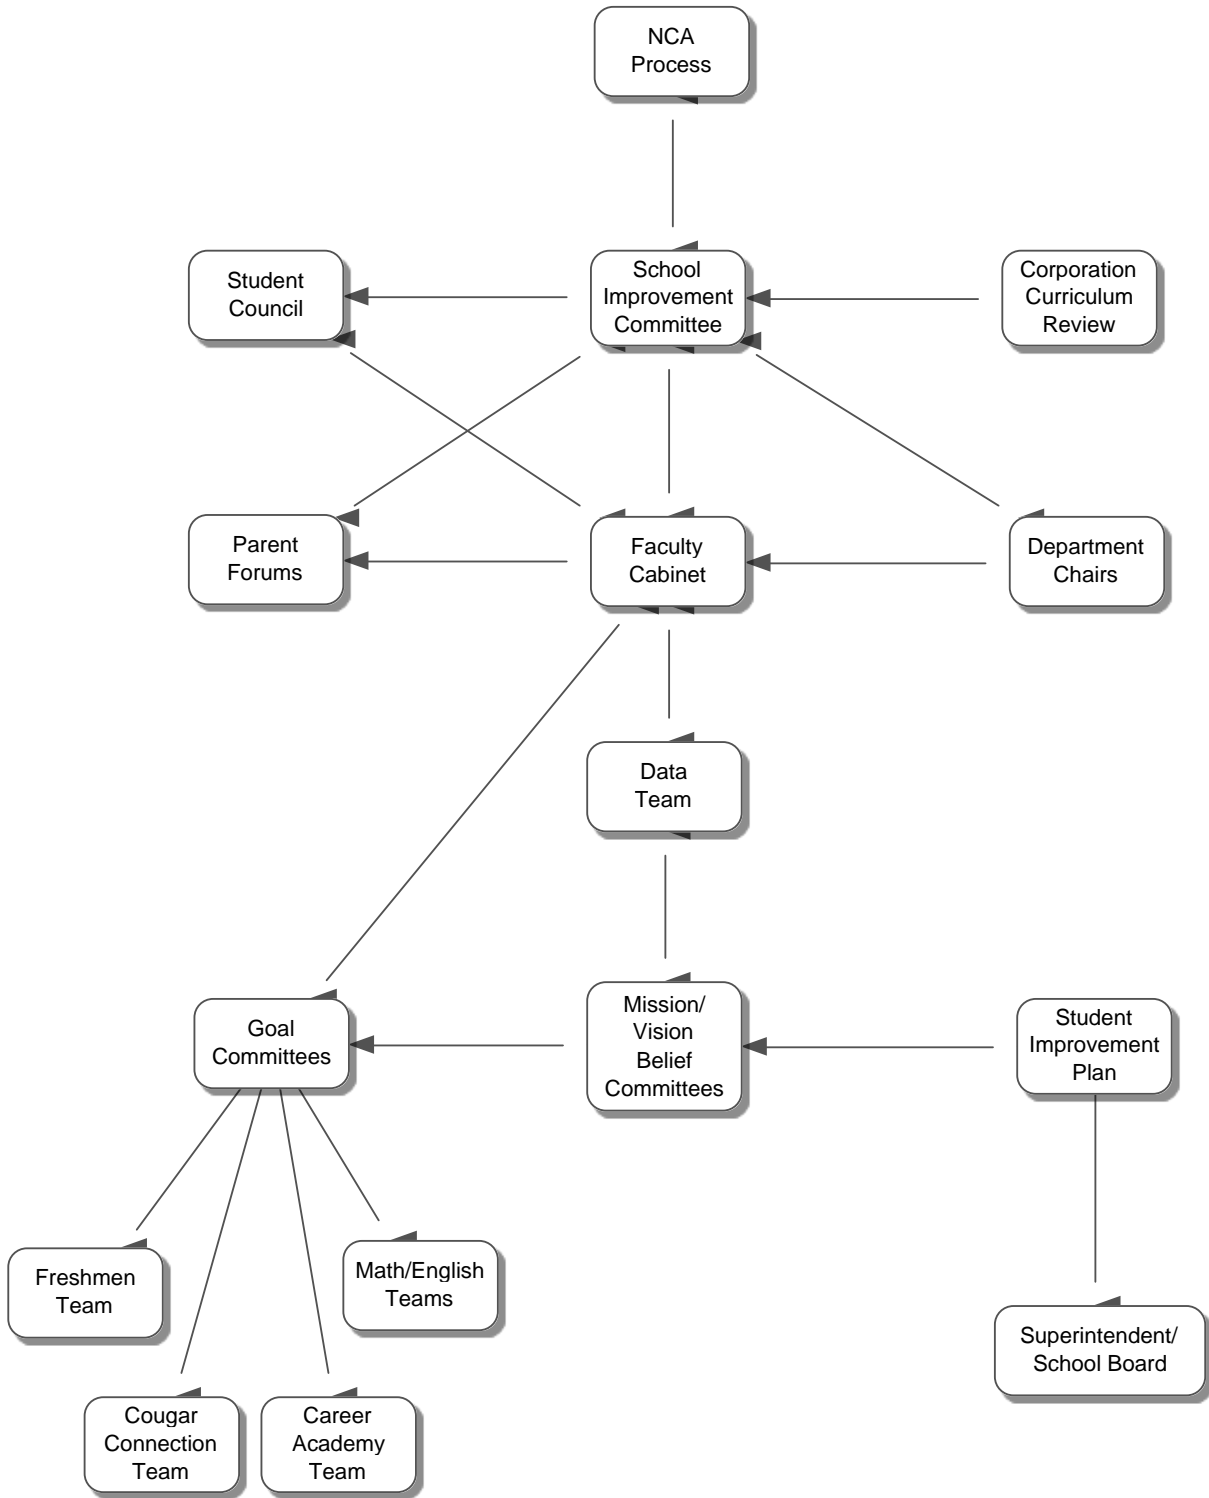 NCA
Process
Student
Council
School
Improvement
Committee
Corporation
Curriculum
Review
Parent
Forums
Faculty
Cabinet
Department
Chairs
Data
Team
Goal
Committees
Mission/
Vision
Belief
Committees
Student
Improvement
Plan
Freshmen
Team
Math/English
Teams
Superintendent/
School Board
Cougar
Connection
Team
Career
Academy
Team